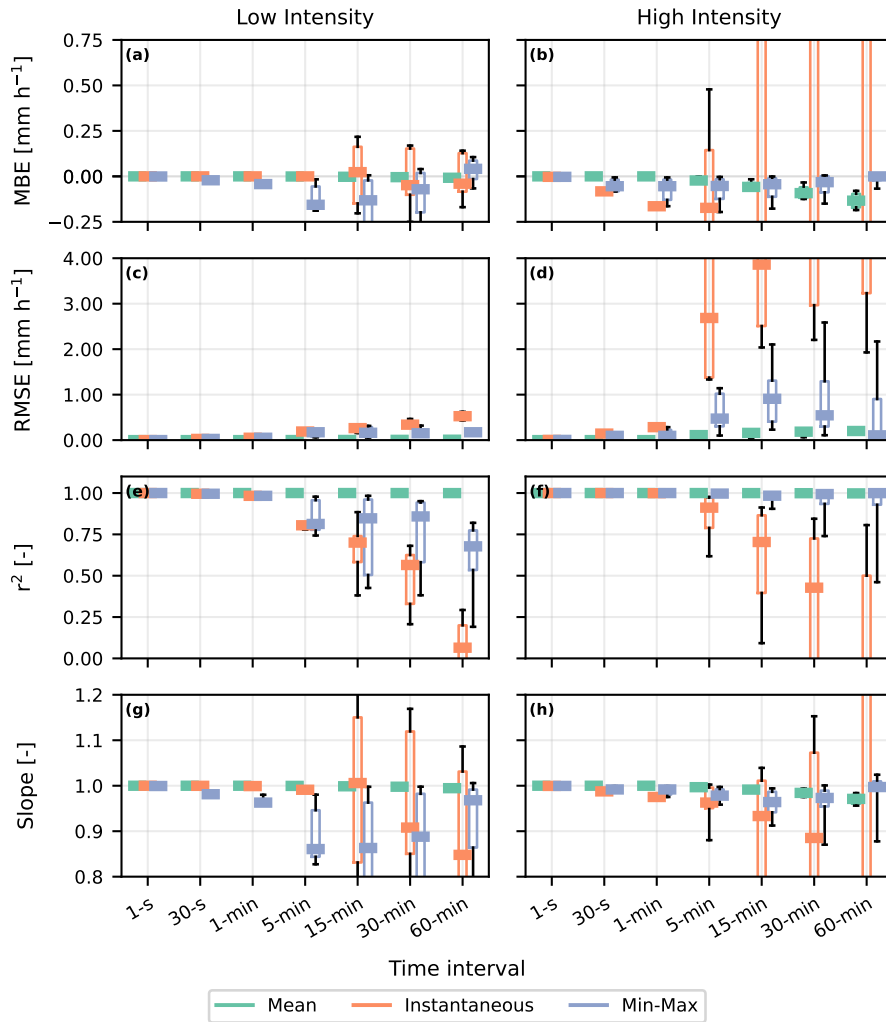 Low Intensity
High Intensity
(a)
(b)
MBE [mm h⁻¹]
0.75
0.50
0.25
0.00
−0.25
(c)
(d)
RMSE [mm h⁻¹]
4.00
3.00
2.00
1.00
0.00
(e)
(f)
r² [-]
1.00
0.75
0.50
0.25
0.00
(g)
(h)
Slope [-]
1.2
1.1
1.0
0.9
0.8
1-s
30-s
1-min
5-min
15-min
30-min
60-min
1-s
30-s
1-min
5-min
15-min
30-min
60-min
Time interval
Mean
Instantaneous
Min-Max